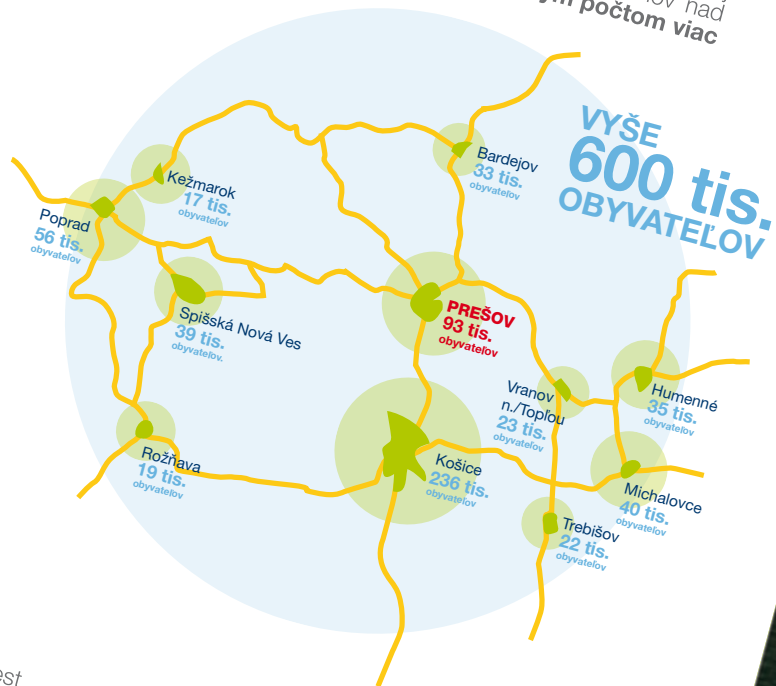 nad
počtom viac
VYŠE
600 tis.
OBYVATEĽOV
Bardejov
33 tis.
obyvateľov
Kežmarok
17 tis.
obyvateľov
Poprad
56 tis.
obyvateľov
Spišská Nová Ves
39 tis.
obyvateľov.
PREŠOV
93 tis.
obyvateľov
Vranov
n./Topľou
23 tis.
obyvateľov
Humenné
35 tis.
obyvateľov
Rožňava
19 tis.
obyvateľov
Košice
236 tis.
obyvateľov
Michalovce
40 tis.
obyvateľov
Trebišov
22 tis.
obyvateľov